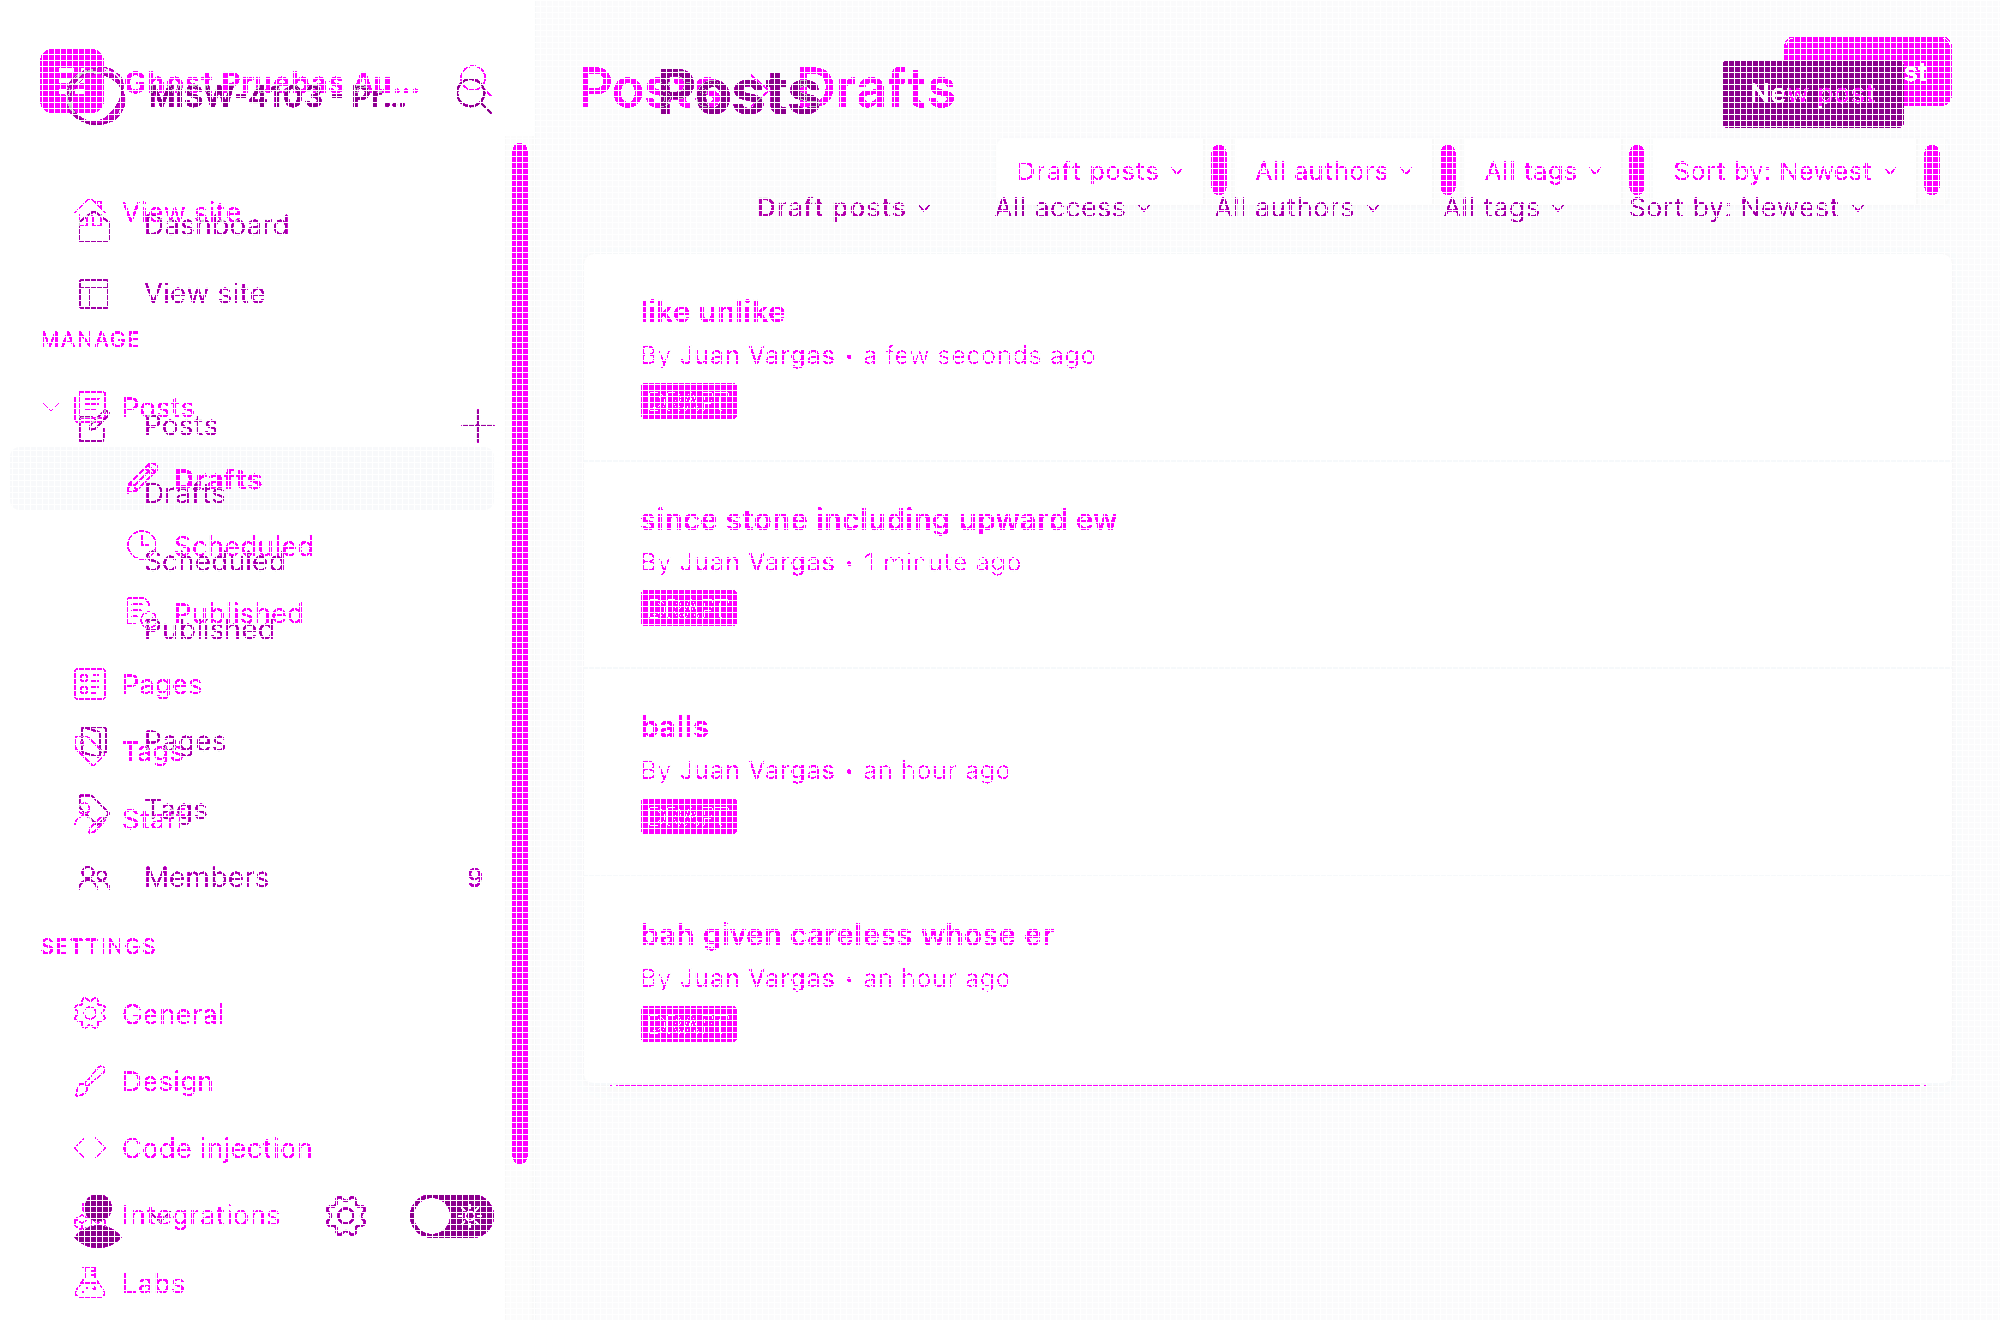 Ghost Pruebas Au...
MISW-4103 - Pr...
Posts Drafts
Posts
New post
View site
Dashboard
View site
MANAGE
Posts
Posts
Drafts
Drafts
Scheduled
Scheduled
Published
Published
Pages
Pages
Tags
Tags
Staff
Members 9
SETTINGS
General
Design
Code injection
Integrations
Labs
Draft posts All authors All tags Sort by: Newest
Draft posts All access All authors All tags Sort by: Newest
like unlike
By Juan Vargas • a few seconds ago
since stone including upward ew
By Juan Vargas • 1 minute ago
balls
By Juan Vargas • an hour ago
bah given careless whose er
By Juan Vargas • an hour ago